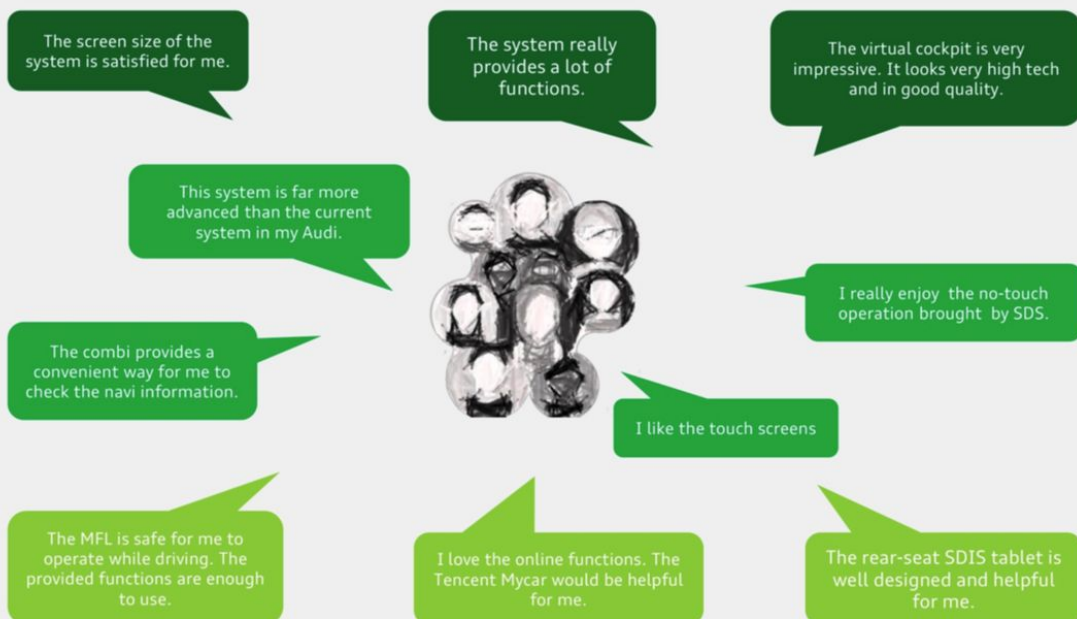 The screen size of the
system is satisfied for me.
The system really
provides a lot of
functions.
The virtual cockpit is very
impressive. It looks very high tech
and in good quality.
This system is far more
advanced than the current
system in my Audi.
I really enjoy the no-touch
operation brought by SDS.
The combi provides a
convenient way for me to
check the navi information.
I like the touch screens
The MFL is safe for me to
operate while driving. The
provided functions are enough
to use.
I love the online functions. The
Tencent Mycar would be helpful
for me.
The rear-seat SDIS tablet is
well designed and helpful
for me.